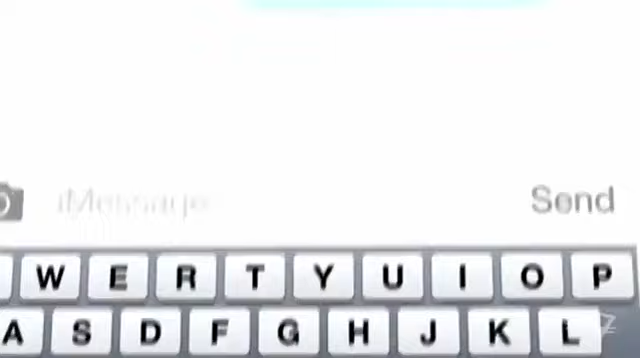 iMessage Send
W E R T Y U I O P
A S D F G H J K L
Z